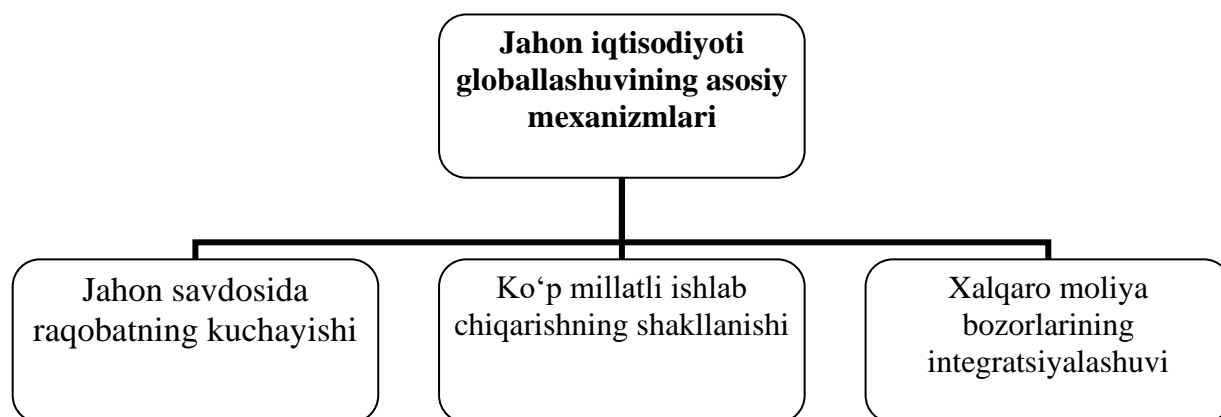 Jahon iqtisodiyoti
globallashuvining asosiy
mexanizmlari
Jahon savdosida
raqobatning kuchayishi
Ko‘p millatli ishlab
chiqarishning shakllanishi
Xalqaro moliya
bozorlarining
integratsiyalashuvi